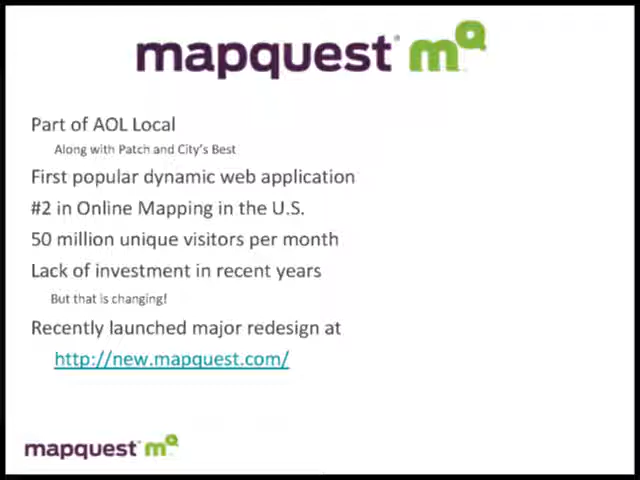 mapquest mQ
Part of AOL Local
Along with Patch and City's Best
First popular dynamic web application
#2 in Online Mapping in the U.S.
50 million unique visitors per month
Lack of investment in recent years
But that is changing!
Recently launched major redesign at
http://new.mapquest.com/
mapquest mQ